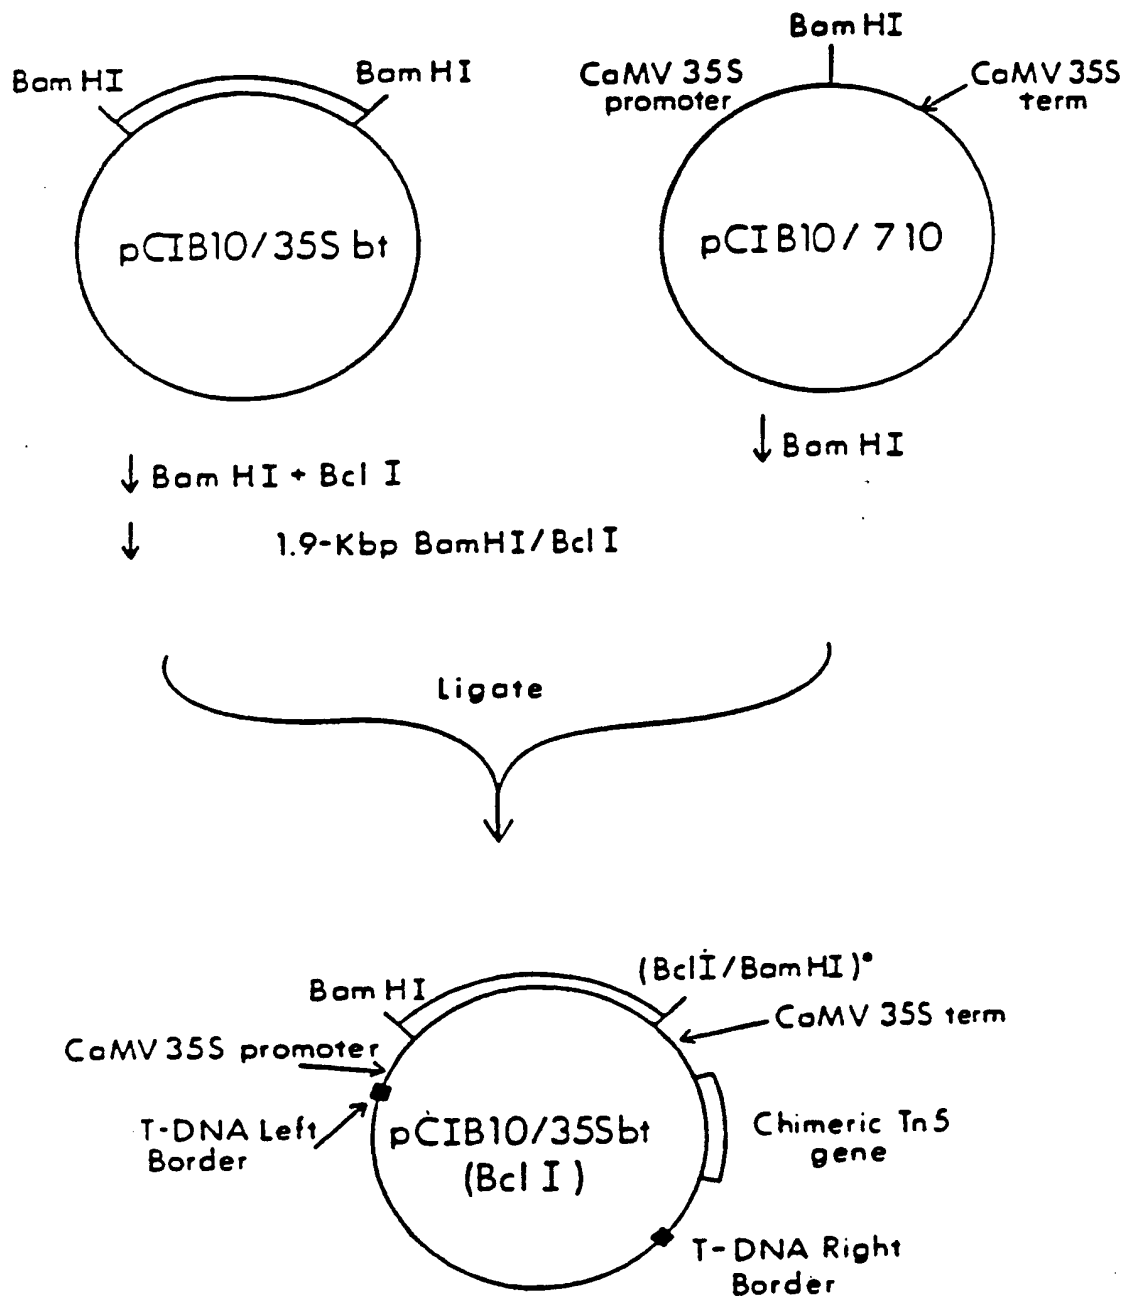 Bam HI
Bam HI
pCIB10/35S bt
Bam HI
CaMV 35S
promoter
CaMV 35S
term
pCIB10/710
↓ Bam HI + Bcl I
↓ 1.9-Kbp BamHI/Bcl I
↓ Bam HI
Ligate
Bam HI
(BclI/BamHI)°
CaMV 35S promoter
CaMV 35S term
T-DNA Left
Border
pCIB10/35Sbt
(Bcl I)
Chimeric Tn5
gene
T-DNA Right
Border